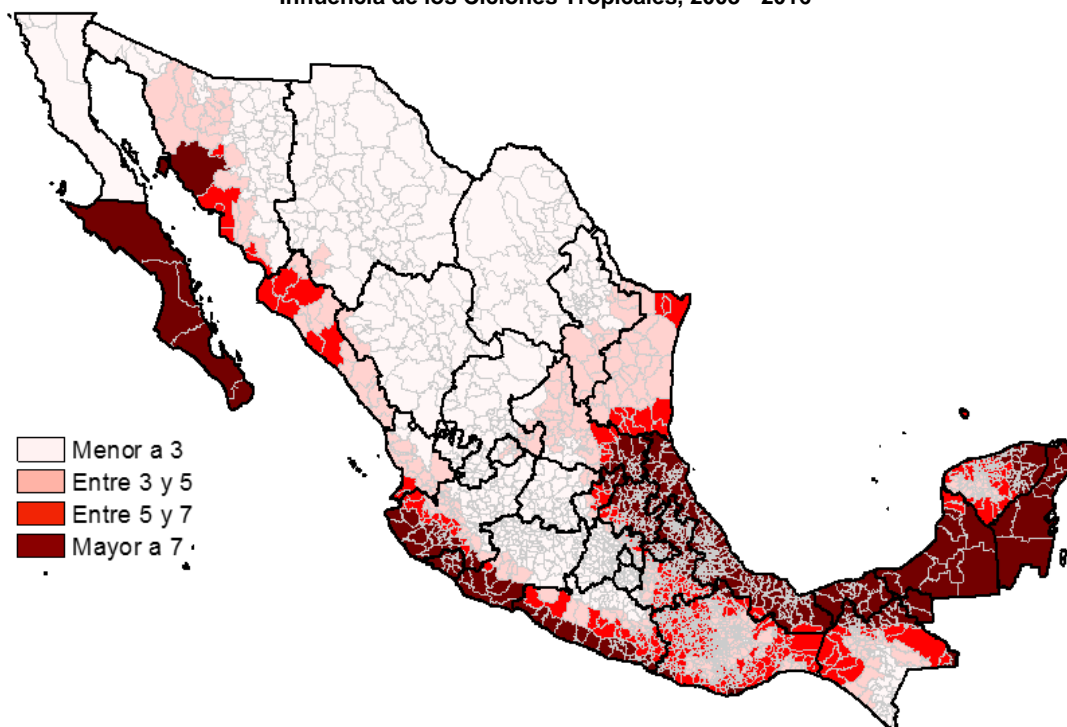 Influencia de los Ciclones Tropicales,
Menor a 3
Entre 3 y 5
Entre 5 y 7
Mayor a 7